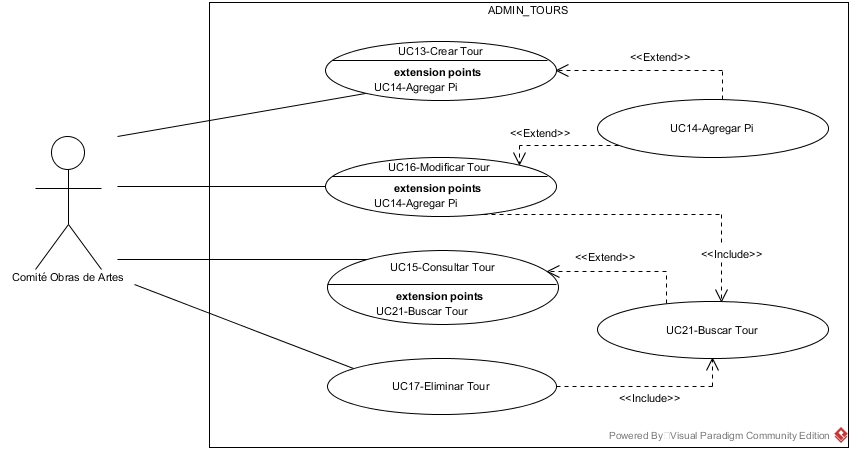 ADMIN_TOURS
UC13-Crear Tour
extension points
UC14-Agregar Pi
<<Extend>>
UC14-Agregar Pi
<<Extend>>
UC16-Modificar Tour
extension points
UC14-Agregar Pi
<<Include>>
Comité Obras de Artes
UC15-Consultar Tour
extension points
UC21-Buscar Tour
<<Extend>>
UC21-Buscar Tour
UC17-Eliminar Tour
<<Include>>
Powered By Visual Paradigm Community Edition